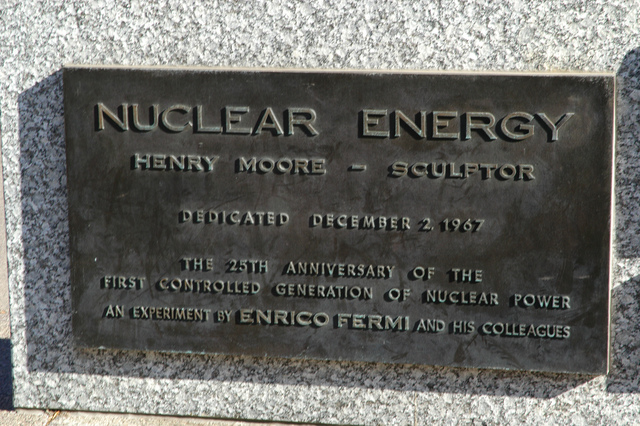 NUCLEAR ENERGY
HENRY MOORE - SCULPTOR
DEDICATED DECEMBER 2, 1967
THE 25TH ANNIVERSARY OF THE
FIRST CONTROLLED GENERATION OF NUCLEAR POWER
AN EXPERIMENT BY ENRICO FERMI AND HIS COLLEAGUES